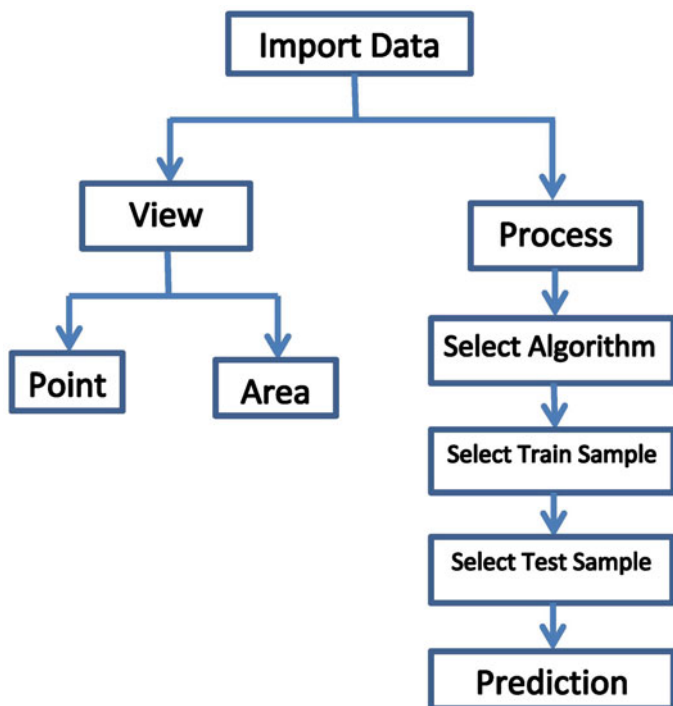 Import Data
View
Process
Point
Area
Select Algorithm
Select Train Sample
Select Test Sample
Prediction